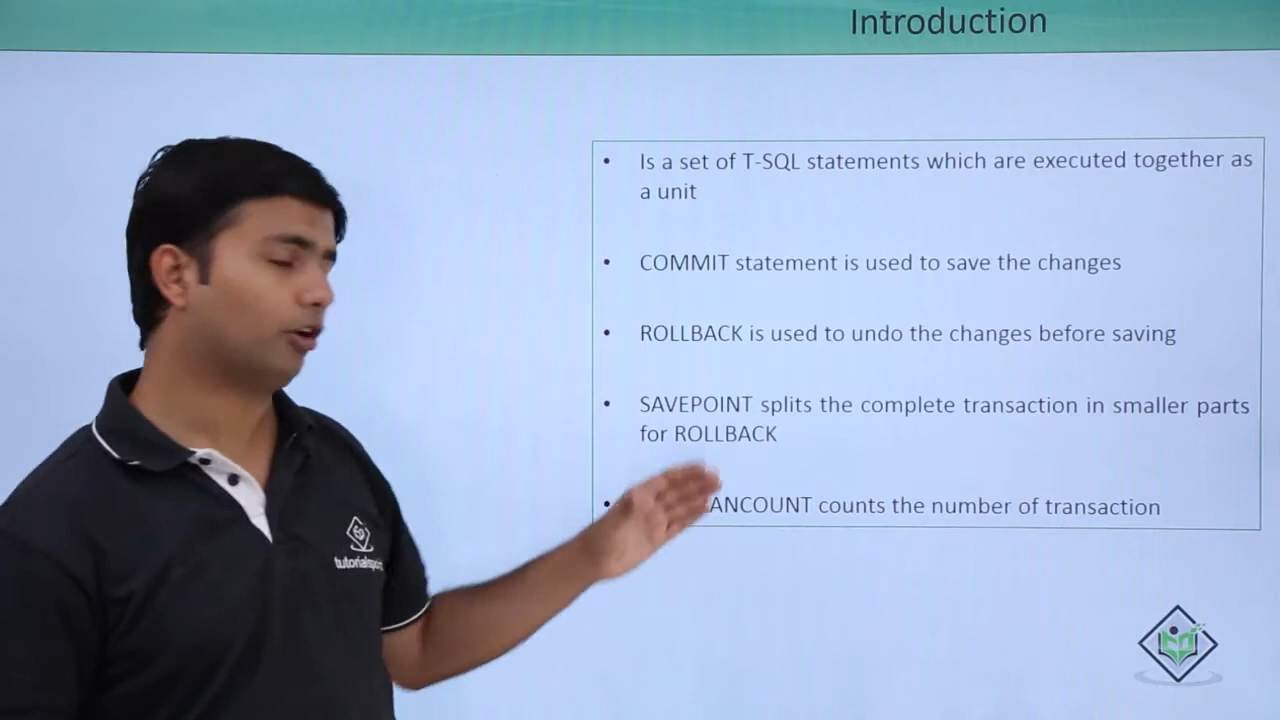 Introduction
• Is a set of T-SQL statements which are executed together as
a unit
• COMMIT statement is used to save the changes
• ROLLBACK is used to undo the changes before saving
• SAVEPOINT splits the complete transaction in smaller parts
for ROLLBACK
• ANCOUNT counts the number of transaction
tutorialspoi